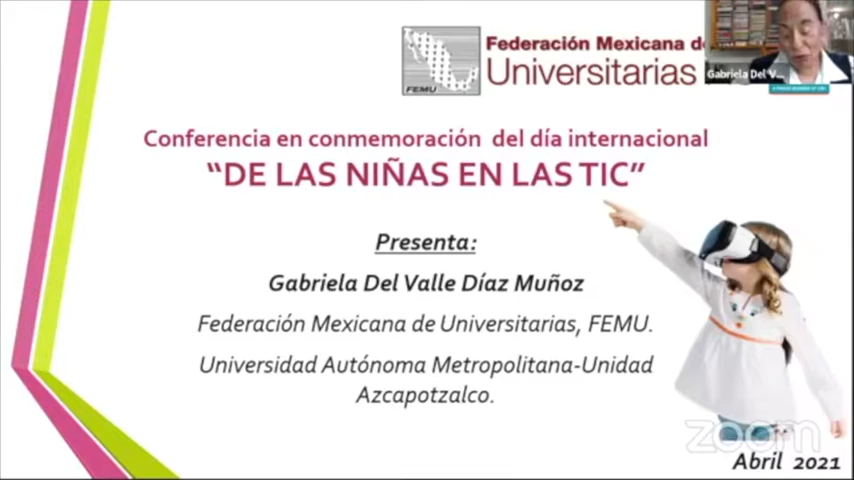 FEMU
Federación Mexicana de
Universitarias
Gabriela Del V...
Conferencia en conmemoración del día internacional
“DE LAS NIÑAS EN LAS TIC”
Presenta:
Gabriela Del Valle Díaz Muñoz
Federación Mexicana de Universitarias, FEMU.
Universidad Autónoma Metropolitana-Unidad
Azcapotzalco.
zoom
Abril 2021